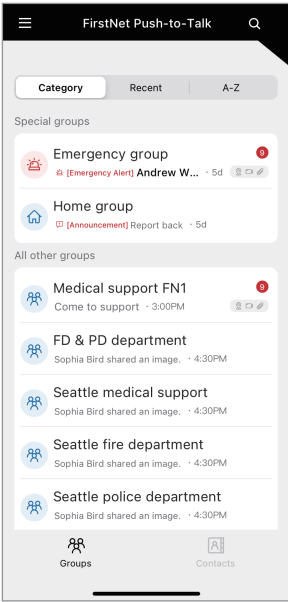 FirstNet Push-to-Talk
Category Recent A-Z
Special groups
Emergency group 9
[Emergency Alert] Andrew W... · 5d
Home group
[Announcement] Report back · 5d
All other groups
Medical support FN1 9
Come to support · 3:00PM
FD & PD department
Sophia Bird shared an image. · 4:30PM
Seattle medical support
Sophia Bird shared an image. · 4:30PM
Seattle fire department
Sophia Bird shared an image. · 4:30PM
Seattle police department
Sophia Bird shared an image. · 4:30PM
Groups Contacts